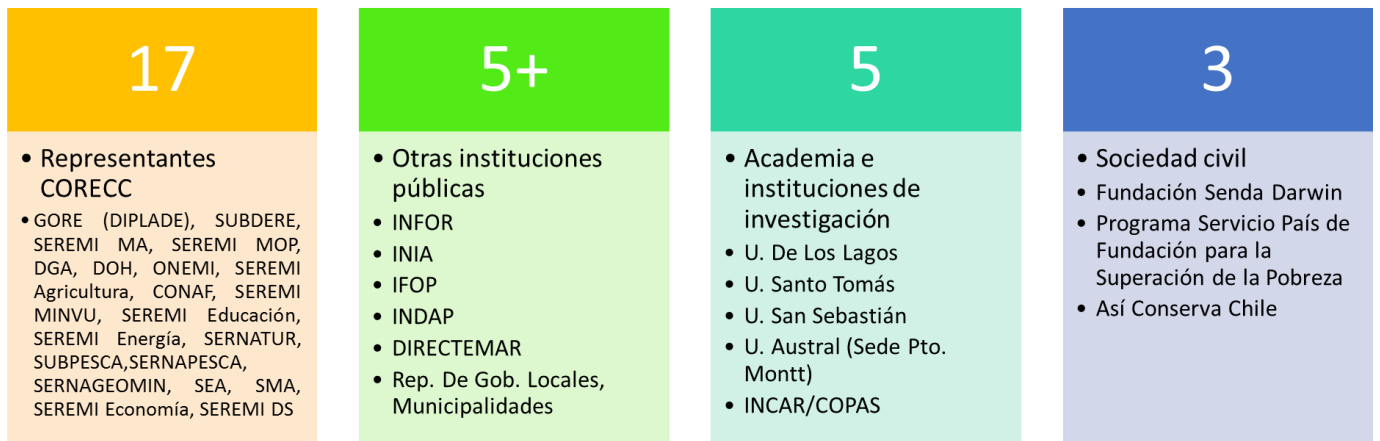 17
• Representantes
CORECC
• GORE (DIPLADE), SUBDERE,
SEREMI MA, SEREMI MOP,
DGA, DOH, ONEMI, SEREMI
Agricultura, CONAF, SEREMI
MINVU, SEREMI Educación,
SEREMI Energía, SERNATUR,
SUBPESCA,SERNAPESCA,
SERNAGEOMIN, SEA, SMA,
SEREMI Economía, SEREMI DS
5+
• Otras instituciones
públicas
• INFOR
• INIA
• IFOP
• INDAP
• DIRECTEMAR
• Rep. De Gob. Locales,
Municipalidades
5
• Academia e
instituciones de
investigación
• U. De Los Lagos
• U. Santo Tomás
• U. San Sebastián
• U. Austral (Sede Pto.
Montt)
• INCAR/COPAS
3
• Sociedad civil
• Fundación Senda Darwin
• Programa Servicio País de
Fundación para la
Superación de la Pobreza
• Así Conserva Chile